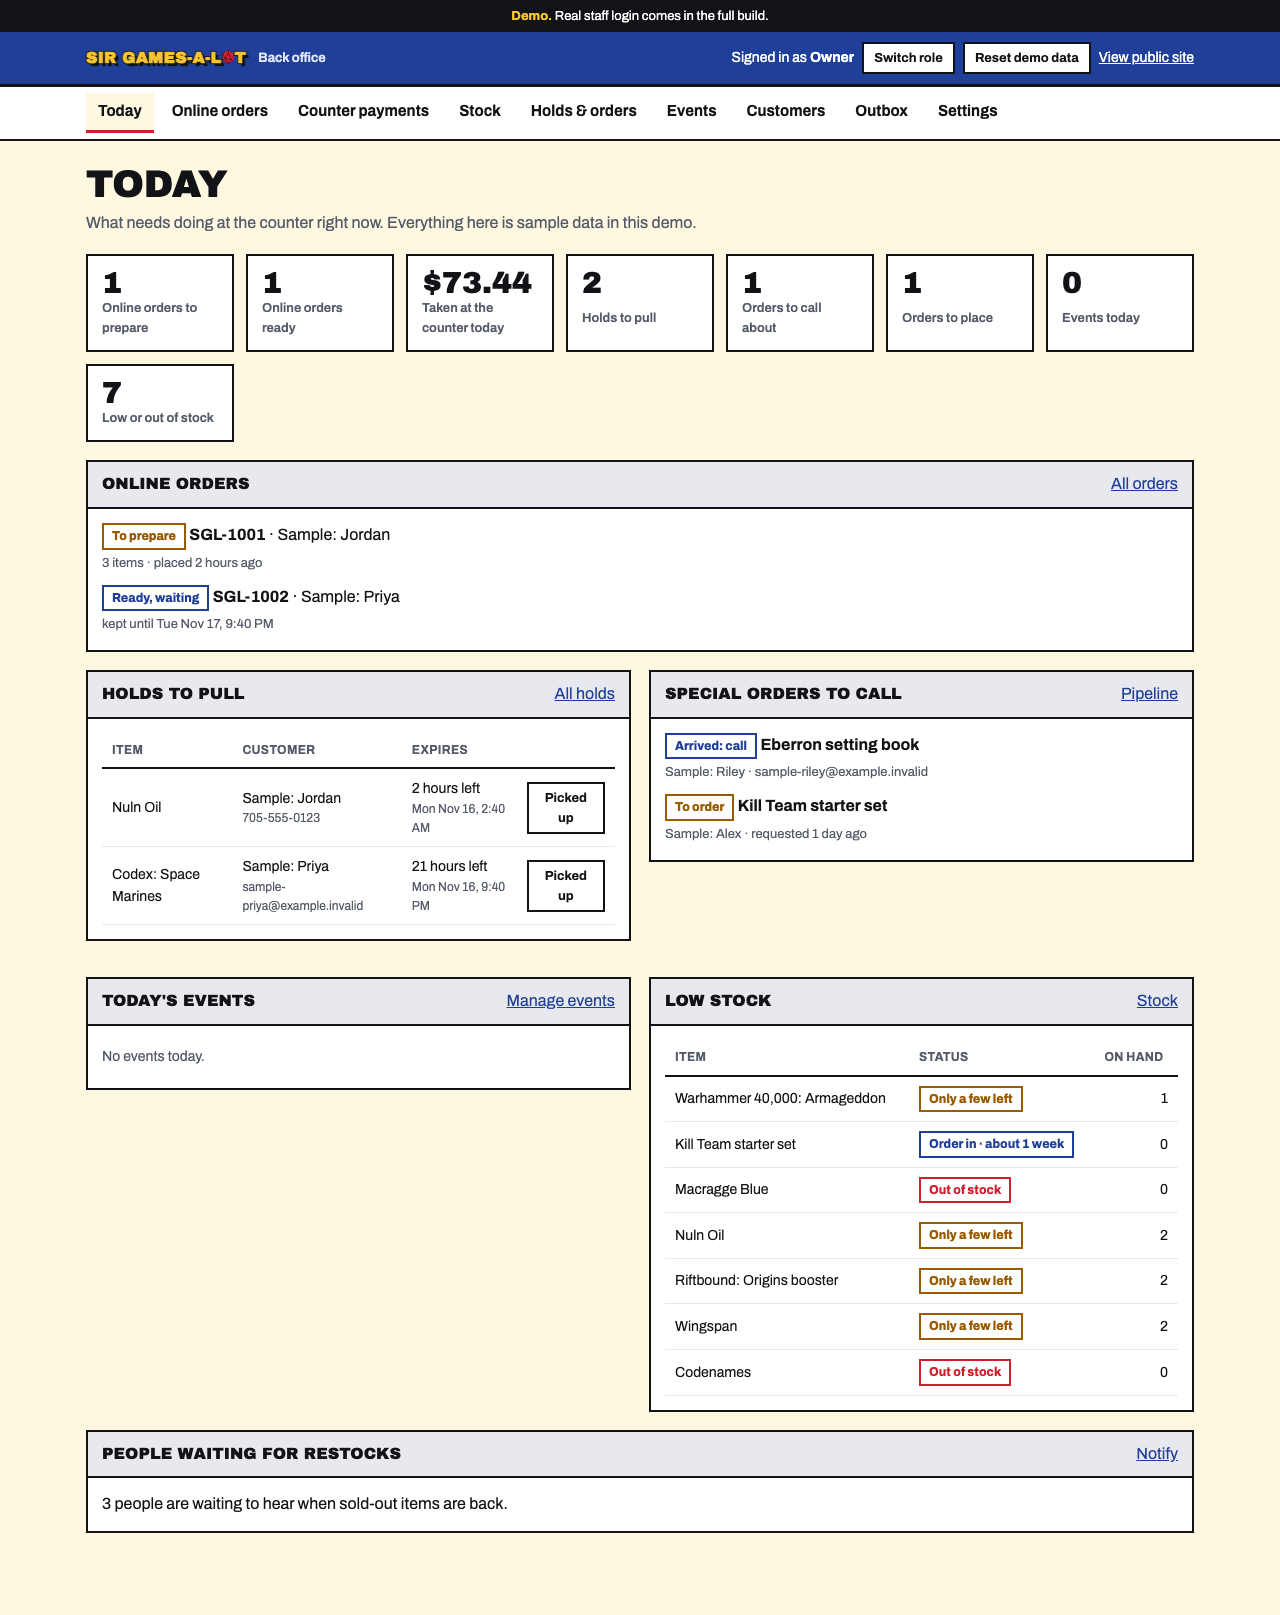 Demo. Real staff login comes in the full build.
SIR GAMES-A-LOT Back office Signed in as Owner Switch role Reset demo data View public site
Today Online orders Counter payments Stock Holds & orders Events Customers Outbox Settings
TODAY
What needs doing at the counter right now. Everything here is sample data in this demo.
1
Online orders to
prepare
1
Online orders
ready
$73.44
Taken at the
counter today
2
Holds to pull
1
Orders to call
about
1
Orders to place
0
Events today
7
Low or out of stock
ONLINE ORDERS All orders
To prepare SGL-1001 · Sample: Jordan
3 items · placed 2 hours ago
Ready, waiting SGL-1002 · Sample: Priya
kept until Tue Nov 17, 9:40 PM
HOLDS TO PULL All holds
ITEM CUSTOMER EXPIRES
Nuln Oil
Sample: Jordan
705-555-0123
2 hours left
Mon Nov 16, 2:40
AM
Picked
up
Codex: Space
Marines
Sample: Priya
sample-
priya@example.invalid
21 hours left
Mon Nov 16, 9:40
PM
Picked
up
SPECIAL ORDERS TO CALL Pipeline
Arrived: call Eberron setting book
Sample: Riley · sample-riley@example.invalid
To order Kill Team starter set
Sample: Alex · requested 1 day ago
TODAY'S EVENTS Manage events
No events today.
LOW STOCK Stock
ITEM STATUS ON HAND
Warhammer 40,000: Armageddon Only a few left 1
Kill Team starter set Order in · about 1 week 0
Macragge Blue Out of stock 0
Nuln Oil Only a few left 2
Riftbound: Origins booster Only a few left 2
Wingspan Only a few left 2
Codenames Out of stock 0
PEOPLE WAITING FOR RESTOCKS Notify
3 people are waiting to hear when sold-out items are back.